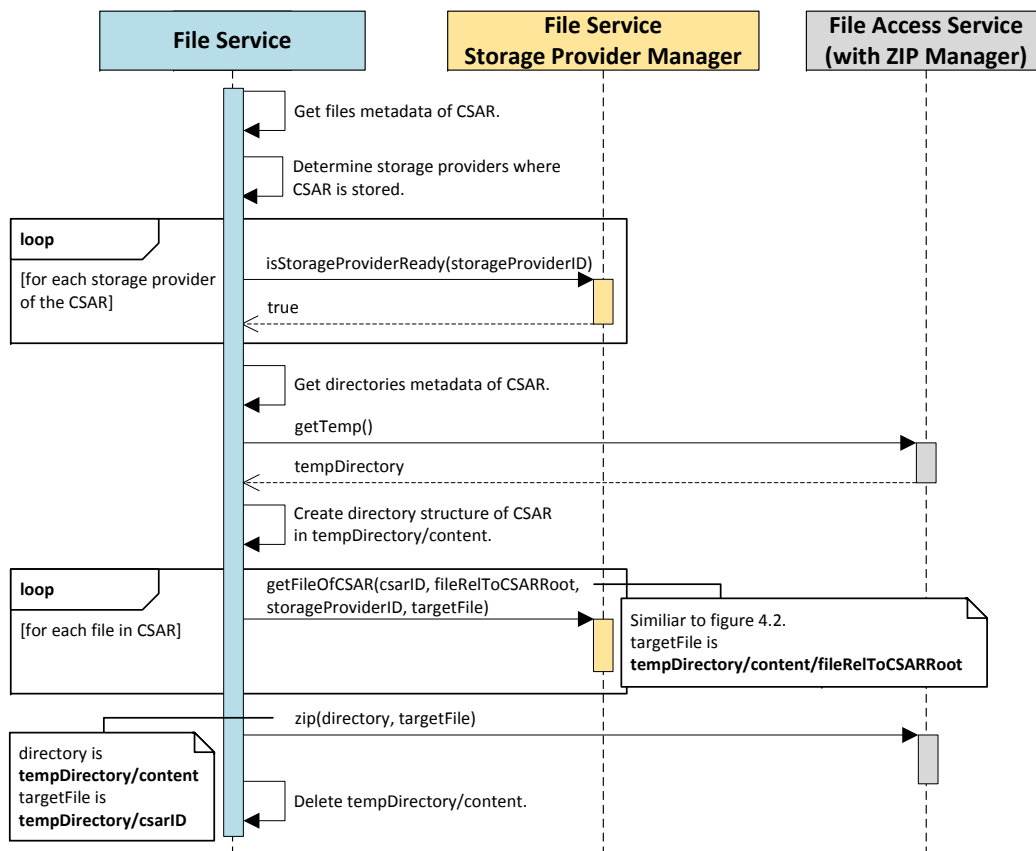 File Service
File Service
Storage Provider Manager
File Access Service
(with ZIP Manager)
Get files metadata of CSAR.
Determine storage providers where
CSAR is stored.
loop
[for each storage provider
of the CSAR]
isStorageProviderReady(storageProviderID)
true
Get directories metadata of CSAR.
getTemp()
tempDirectory
Create directory structure of CSAR
in tempDirectory/content.
loop
[for each file in CSAR]
getFileOfCSAR(csarID, fileRelToCSARRoot,
storageProviderID, targetFile)
Similiar to figure 4.2.
targetFile is
tempDirectory/content/fileRelToCSARRoot
zip(directory, targetFile)
directory is
tempDirectory/content
targetFile is
tempDirectory/csarID
Delete tempDirectory/content.